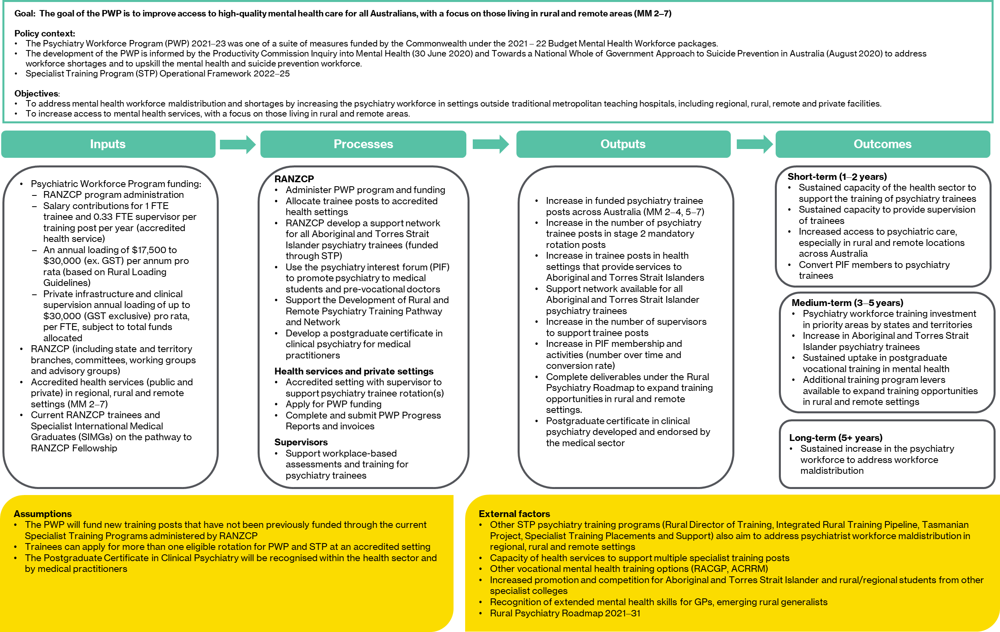 Goal: The goal of the PWP is to improve access to high-quality mental health care for all Australians, with a focus on those living in rural and remote areas (MM 2–7)
Policy context:
• The Psychiatry Workforce Program (PWP) 2021–23 was one of a suite of measures funded by the Commonwealth under the 2021 – 22 Budget Mental Health Workforce packages.
• The development of the PWP is informed by the Productivity Commission Inquiry into Mental Health (30 June 2020) and Towards a National Whole of Government Approach to Suicide Prevention in Australia (August 2020) to address
workforce shortages and to upskill the mental health and suicide prevention workforce.
• Specialist Training Program (STP) Operational Framework 2022–25
Objectives:
• To address mental health workforce maldistribution and shortages by increasing the psychiatry workforce in settings outside traditional metropolitan teaching hospitals, including regional, rural, remote and private facilities.
• To increase access to mental health services, with a focus on those living in rural and remote areas.
Inputs
• Psychiatric Workforce Program funding:
– RANZCP program administration
– Salary contributions for 1 FTE
trainee and 0.33 FTE supervisor per
training post per year (accredited
health service)
– An annual loading of $17,500 to
$30,000 (ex. GST) per annum pro
rata (based on Rural Loading
Guidelines)
– Private infrastructure and clinical
supervision annual loading of up to
$30,000 (GST exclusive) pro rata,
per FTE, subject to total funds
allocated
• RANZCP (including state and territory
branches, committees, working groups
and advisory groups)
• Accredited health services (public and
private) in regional, rural and remote
settings (MM 2–7)
• Current RANZCP trainees and
Specialist International Medical
Graduates (SIMGs) on the pathway to
RANZCP Fellowship
Processes
RANZCP
• Administer PWP program and funding
• Allocate trainee posts to accredited
health settings
• RANZCP develop a support network
for all Aboriginal and Torres Strait
Islander psychiatry trainees (funded
through STP)
• Use the psychiatry interest forum (PIF)
to promote psychiatry to medical
students and pre-vocational doctors
• Support the Development of Rural and
Remote Psychiatry Training Pathway
and Network
• Develop a postgraduate certificate in
clinical psychiatry for medical
practitioners
Health services and private settings
• Accredited setting with supervisor to
support psychiatry trainee rotation(s)
• Apply for PWP funding
• Complete and submit PWP Progress
Reports and invoices
Supervisors
• Support workplace-based
assessments and training for
psychiatry trainees
Outputs
• Increase in funded psychiatry trainee
posts across Australia (MM 2–4, 5–7)
• Increase in the number of psychiatry
trainee posts in stage 2 mandatory
rotation posts
• Increase in trainee posts in health
settings that provide services to
Aboriginal and Torres Strait Islanders
• Support network available for all
Aboriginal and Torres Strait Islander
psychiatry trainees
• Increase in the number of supervisors
to support trainee posts
• Increase in PIF membership and
activities (number over time and
conversion rate)
• Complete deliverables under the Rural
Psychiatry Roadmap to expand training
opportunities in rural and remote
settings.
• Postgraduate certificate in clinical
psychiatry developed and endorsed by
the medical sector
Outcomes
Short-term (1–2 years)
• Sustained capacity of the health sector to
support the training of psychiatry trainees
• Sustained capacity to provide supervision
of trainees
• Increased access to psychiatric care,
especially in rural and remote locations
across Australia
• Convert PIF members to psychiatry
trainees
Medium-term (3–5 years)
• Psychiatry workforce training investment
in priority areas by states and territories
• Increase in Aboriginal and Torres Strait
Islander psychiatry trainees
• Sustained uptake in postgraduate
vocational training in mental health
• Additional training program levers
available to expand training opportunities
in rural and remote settings
Long-term (5+ years)
• Sustained increase in the psychiatry
workforce to address workforce
maldistribution
Assumptions
• The PWP will fund new training posts that have not been previously funded through the current
Specialist Training Programs administered by RANZCP
• Trainees can apply for more than one eligible rotation for PWP and STP at an accredited setting
• The Postgraduate Certificate in Clinical Psychiatry will be recognised within the health sector and
by medical practitioners
External factors
• Other STP psychiatry training programs (Rural Director of Training, Integrated Rural Training Pipeline, Tasmanian
Project, Specialist Training Placements and Support) also aim to address psychiatrist workforce maldistribution in
regional, rural and remote settings
• Capacity of health services to support multiple specialist training posts
• Other vocational mental health training options (RACGP, ACRRM)
• Increased promotion and competition for Aboriginal and Torres Strait Islander and rural/regional students from other
specialist colleges
• Recognition of extended mental health skills for GPs, emerging rural generalists
• Rural Psychiatry Roadmap 2021–31